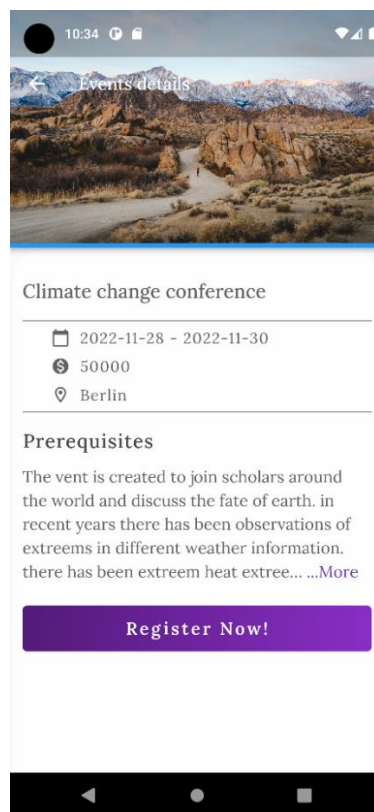 10:34
Events details
Climate change conference
2022-11-28 - 2022-11-30
50000
Berlin
Prerequisites
The vent is created to join scholars around
the world and discuss the fate of earth. in
recent years there has been observations of
extreems in different weather information.
there has been extreem heat extree... ...More
Register Now!